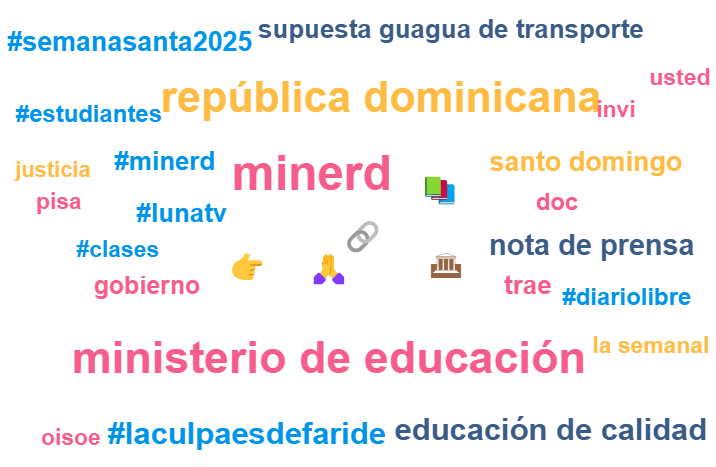 #semanasanta2025
supuesta guagua de transporte
usted
república dominicana
invi
#estudiantes
justicia
#minerd
minerd
santo domingo
pisa
doc
#lunatv
#clases
nota de prensa
gobierno
trae
#diariolibre
ministerio de educación
la semanal
oisoe
#laculpaesdefaride
educación de calidad